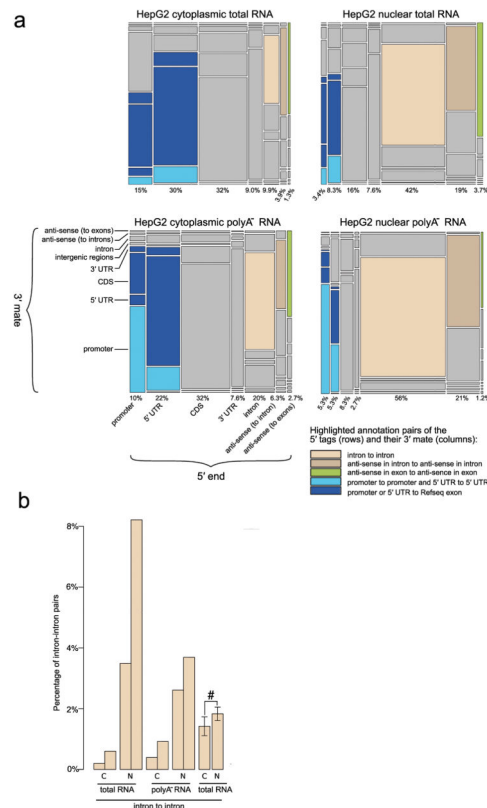 a
HepG2 cytoplasmic total RNA
HepG2 nuclear total RNA
15% 30% 32% 9.0% 9.9% 3.9% 1.3%
3.4% 8.3% 16% 7.6% 42% 19% 3.7%
HepG2 cytoplasmic polyA⁻ RNA
HepG2 nuclear polyA⁻ RNA
anti-sense (to exons)
anti-sense (to introns)
intron
intergenic regions
3' UTR
CDS
5' UTR
promoter
3' mate
10% 22% 32% 7.6% 20% 6.3% 2.7%
5.3% 5.3% 8.3% 2.7% 56% 21% 1.2%
promoter
5' UTR
CDS
3' UTR
intron
anti-sense (to intron)
anti-sense (to exons)
5' end
Highlighted annotation pairs of the
5' tags (rows) and their 3' mate (columns):
intron to intron
anti-sense in intron to anti-sense in intron
anti-sense in exon to anti-sence in exon
promoter to promoter and 5' UTR to 5' UTR
promoter or 5' UTR to Refseq exon
b
Percentage of intron-intron pairs
8%
6%
4%
2%
0%
#
C N C N C N
total RNA polyA⁻ RNA total RNA
intron to intron